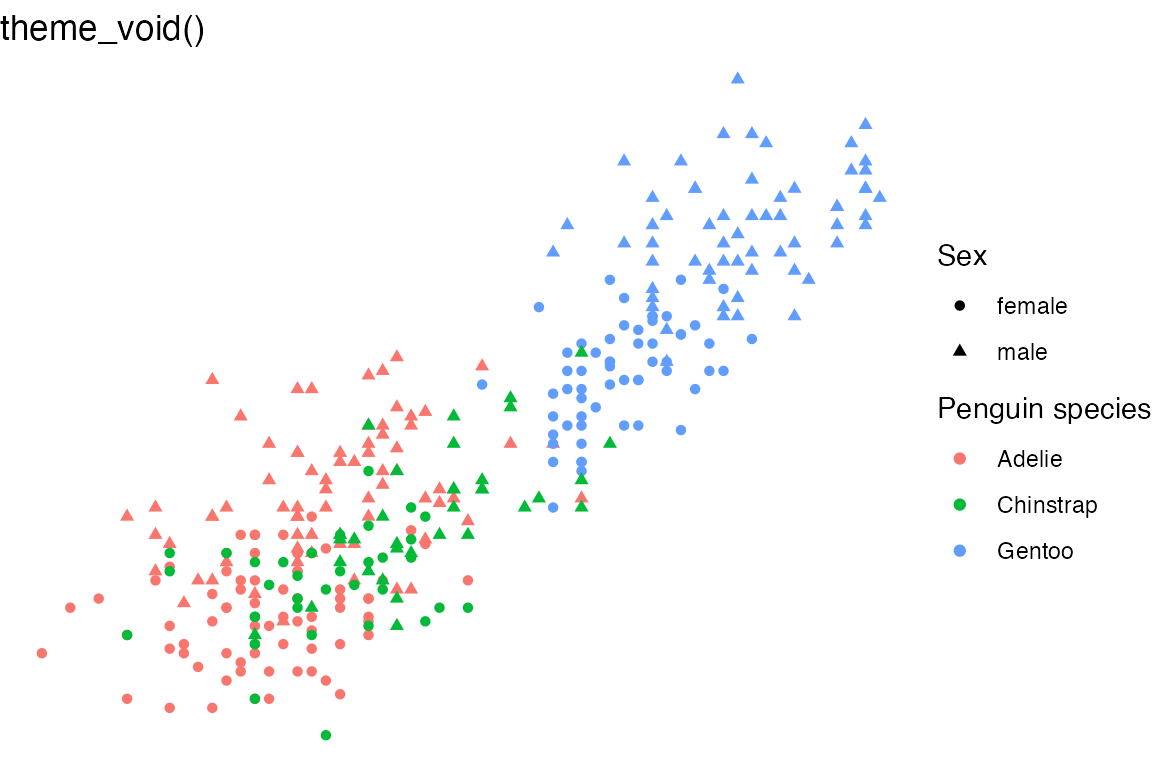 theme_void()
Sex
female
male
Penguin species
Adelie
Chinstrap
Gentoo